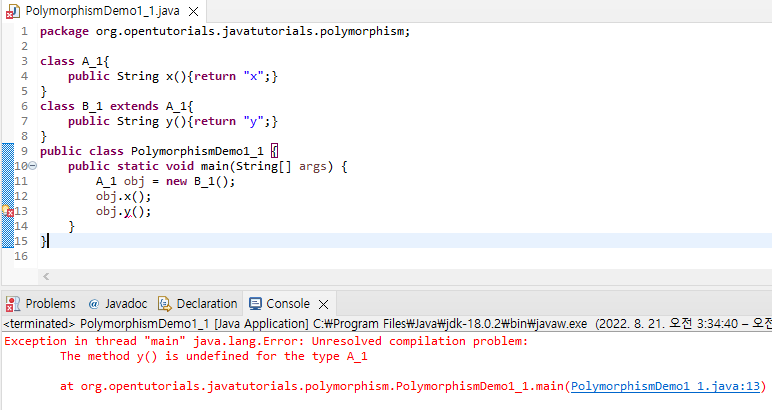 PolymorphismDemo1_1.java
1 package org.opentutorials.javatutorials.polymorphism;
2
3 class A_1{
4 public String x(){return "x";}
5 }
6 class B_1 extends A_1{
7 public String y(){return "y";}
8 }
9 public class PolymorphismDemo1_1 {
10 public static void main(String[] args) {
11 A_1 obj = new B_1();
12 obj.x();
13 obj.y();
14 }
15 }
16
Problems @ Javadoc Declaration Console
<terminated> PolymorphismDemo1_1 [Java Application] C:₩Program Files₩Java₩jdk-18.0.2₩bin₩javaw.exe (2022. 8. 21. 오전 3:34:40 – 오전
Exception in thread "main" java.lang.Error: Unresolved compilation problem:
The method y() is undefined for the type A_1
at org.opentutorials.javatutorials.polymorphism.PolymorphismDemo1_1.main(PolymorphismDemo1_1.java:13)